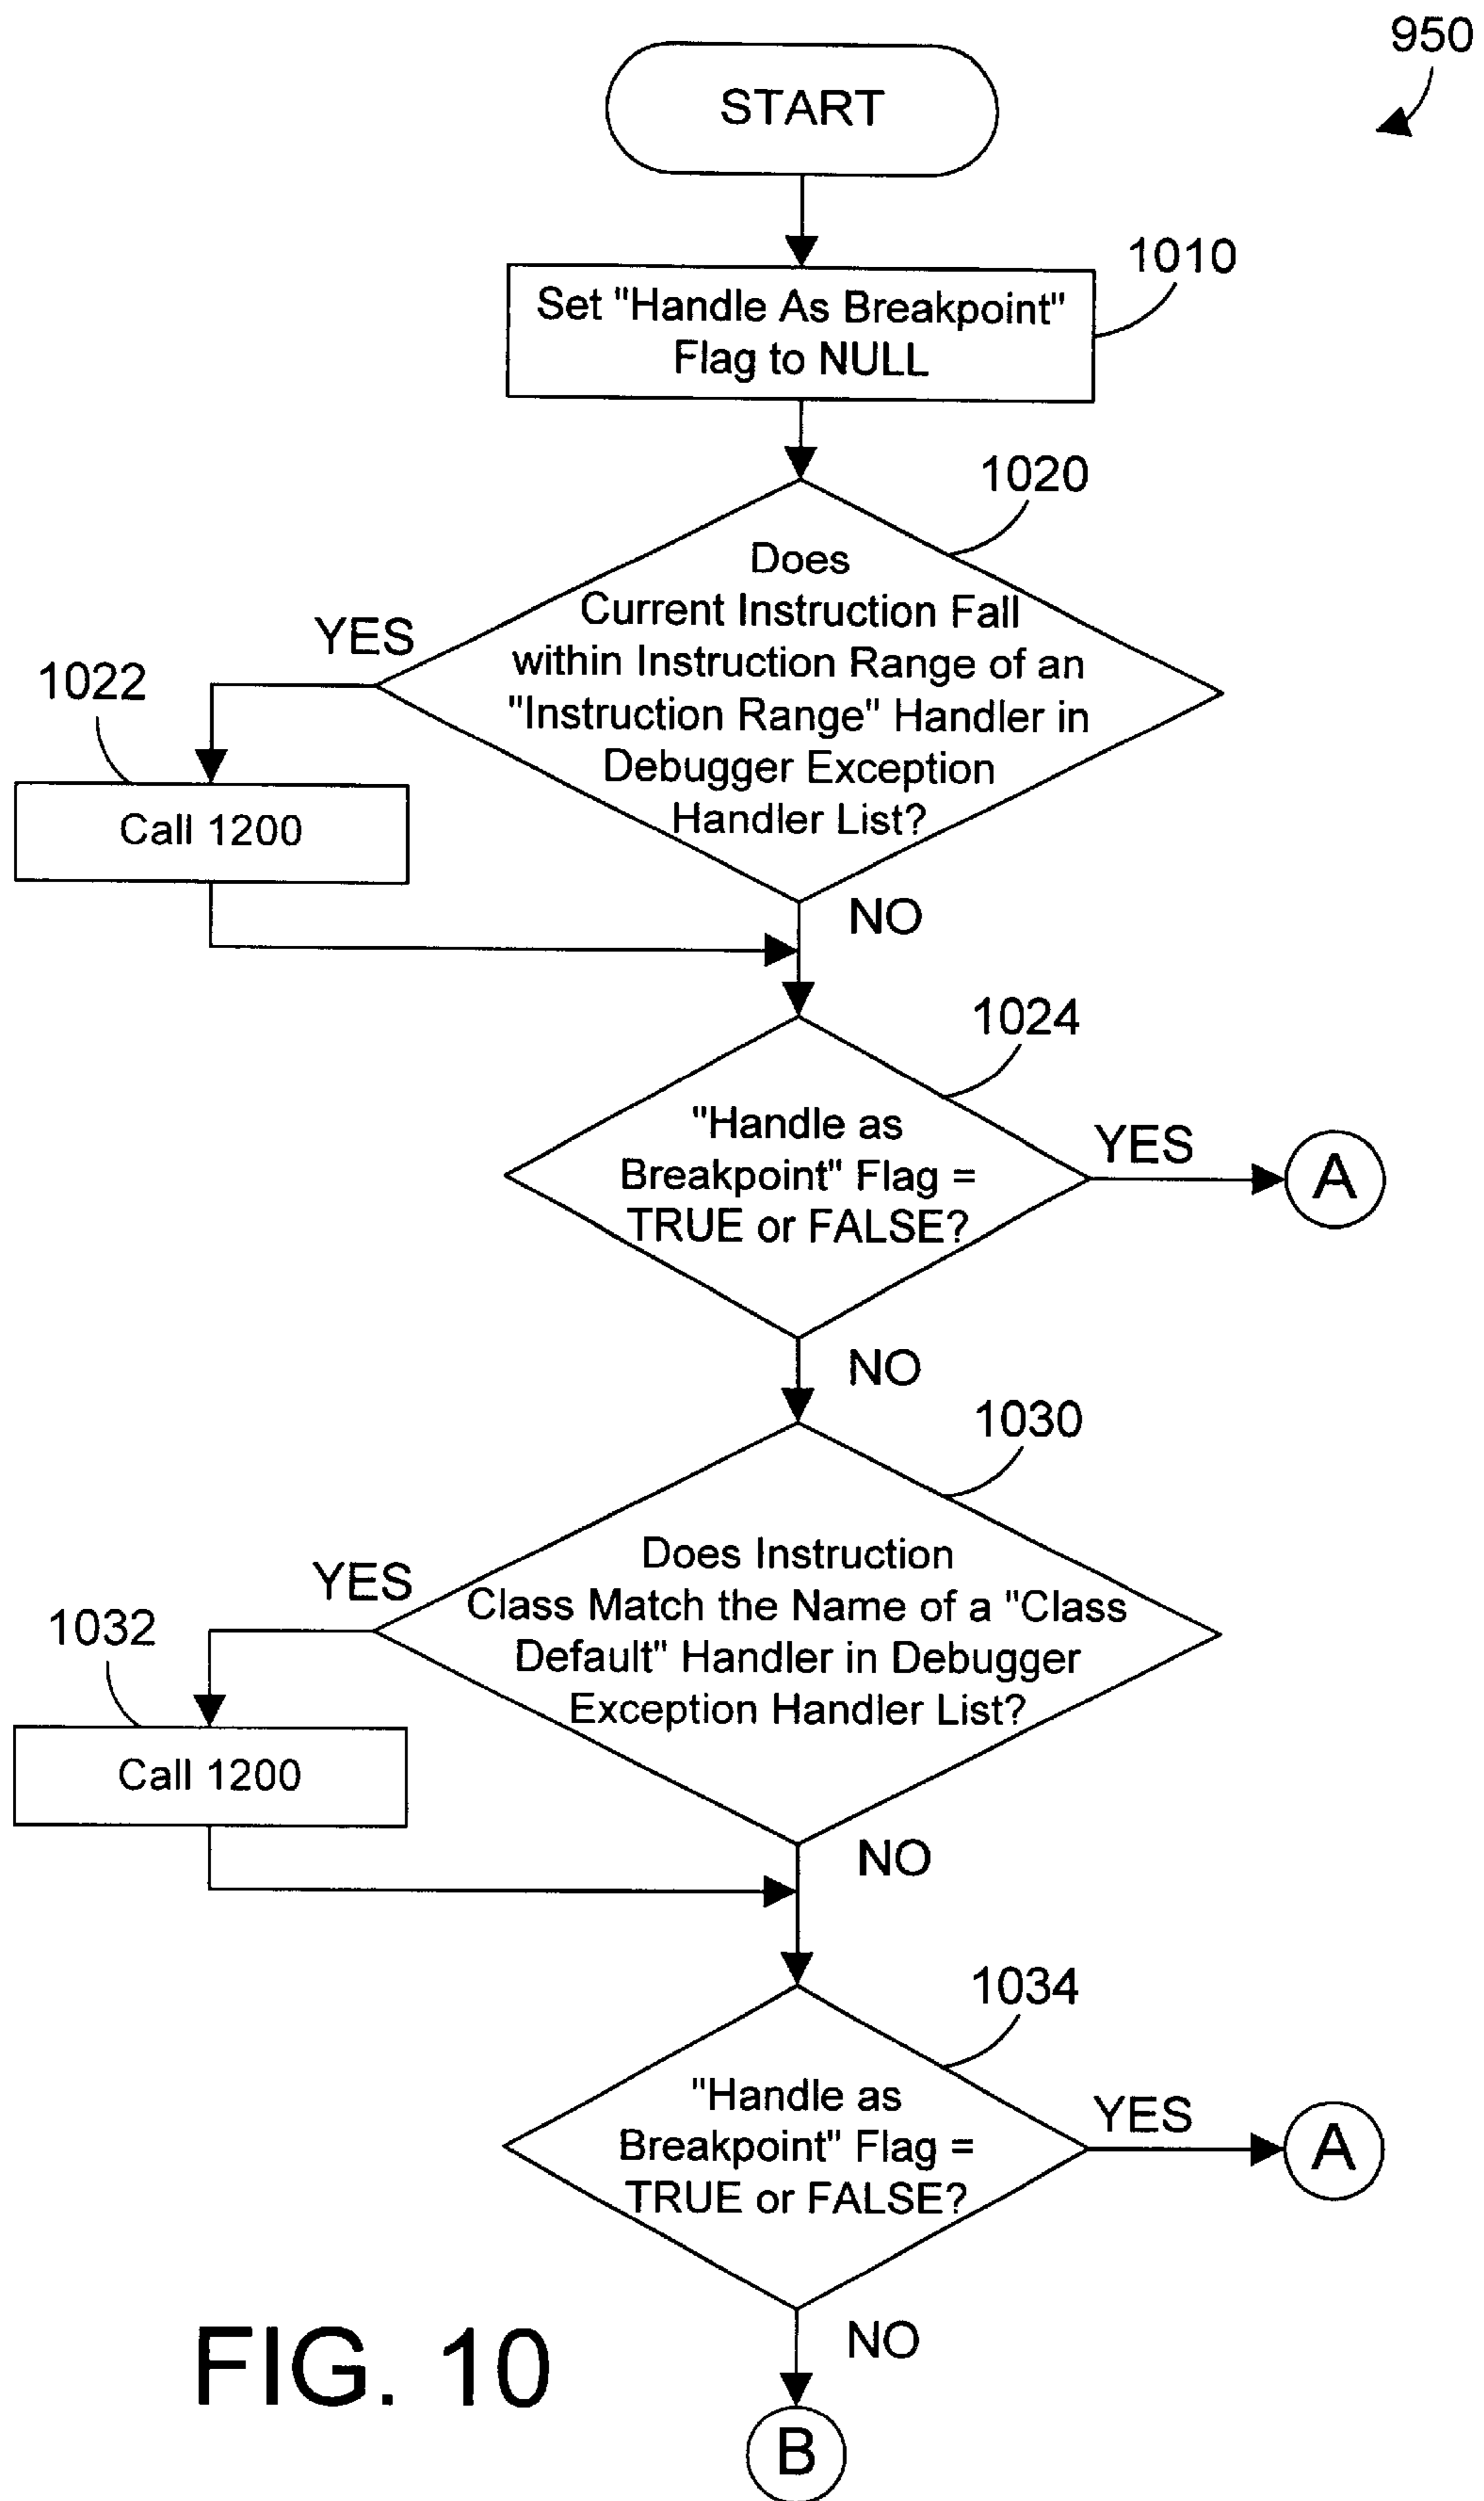 950
START
1010
Set "Handle As Breakpoint"
Flag to NULL
1020
Does
Current Instruction Fall
within Instruction Range of an
"Instruction Range" Handler in
Debugger Exception
Handler List?
YES
1022
Call 1200
NO
1024
"Handle as
Breakpoint" Flag =
TRUE or FALSE?
YES
A
NO
1030
Does Instruction
Class Match the Name of a "Class
Default" Handler in Debugger
Exception Handler List?
YES
1032
Call 1200
NO
1034
"Handle as
Breakpoint" Flag =
TRUE or FALSE?
YES
A
NO
B
FIG. 10